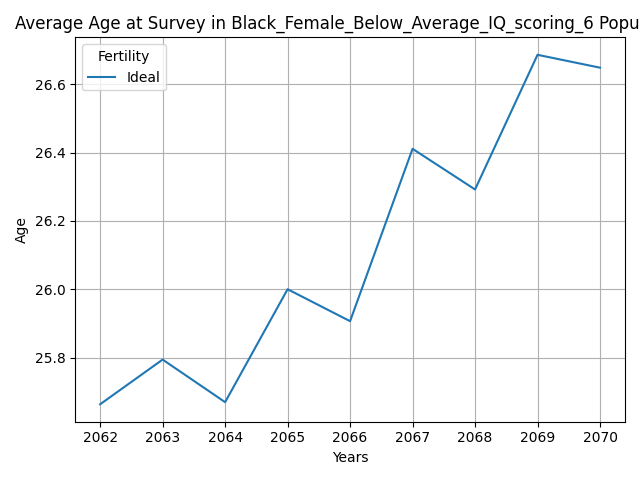 Average Age at Survey in Black_Female_Below_Average_IQ_scoring_6 Popu
Fertility
Ideal
26.6
26.4
26.2
26.0
25.8
Age
2062 2063 2064 2065 2066 2067 2068 2069 2070
Years